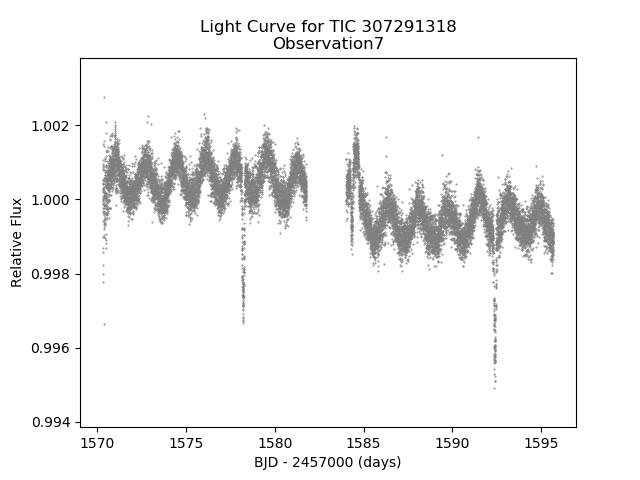 Light Curve for TIC 307291318
Observation7
1.002
1.000
0.998
0.996
0.994
Relative Flux
1570 1575 1580 1585 1590 1595
BJD - 2457000 (days)